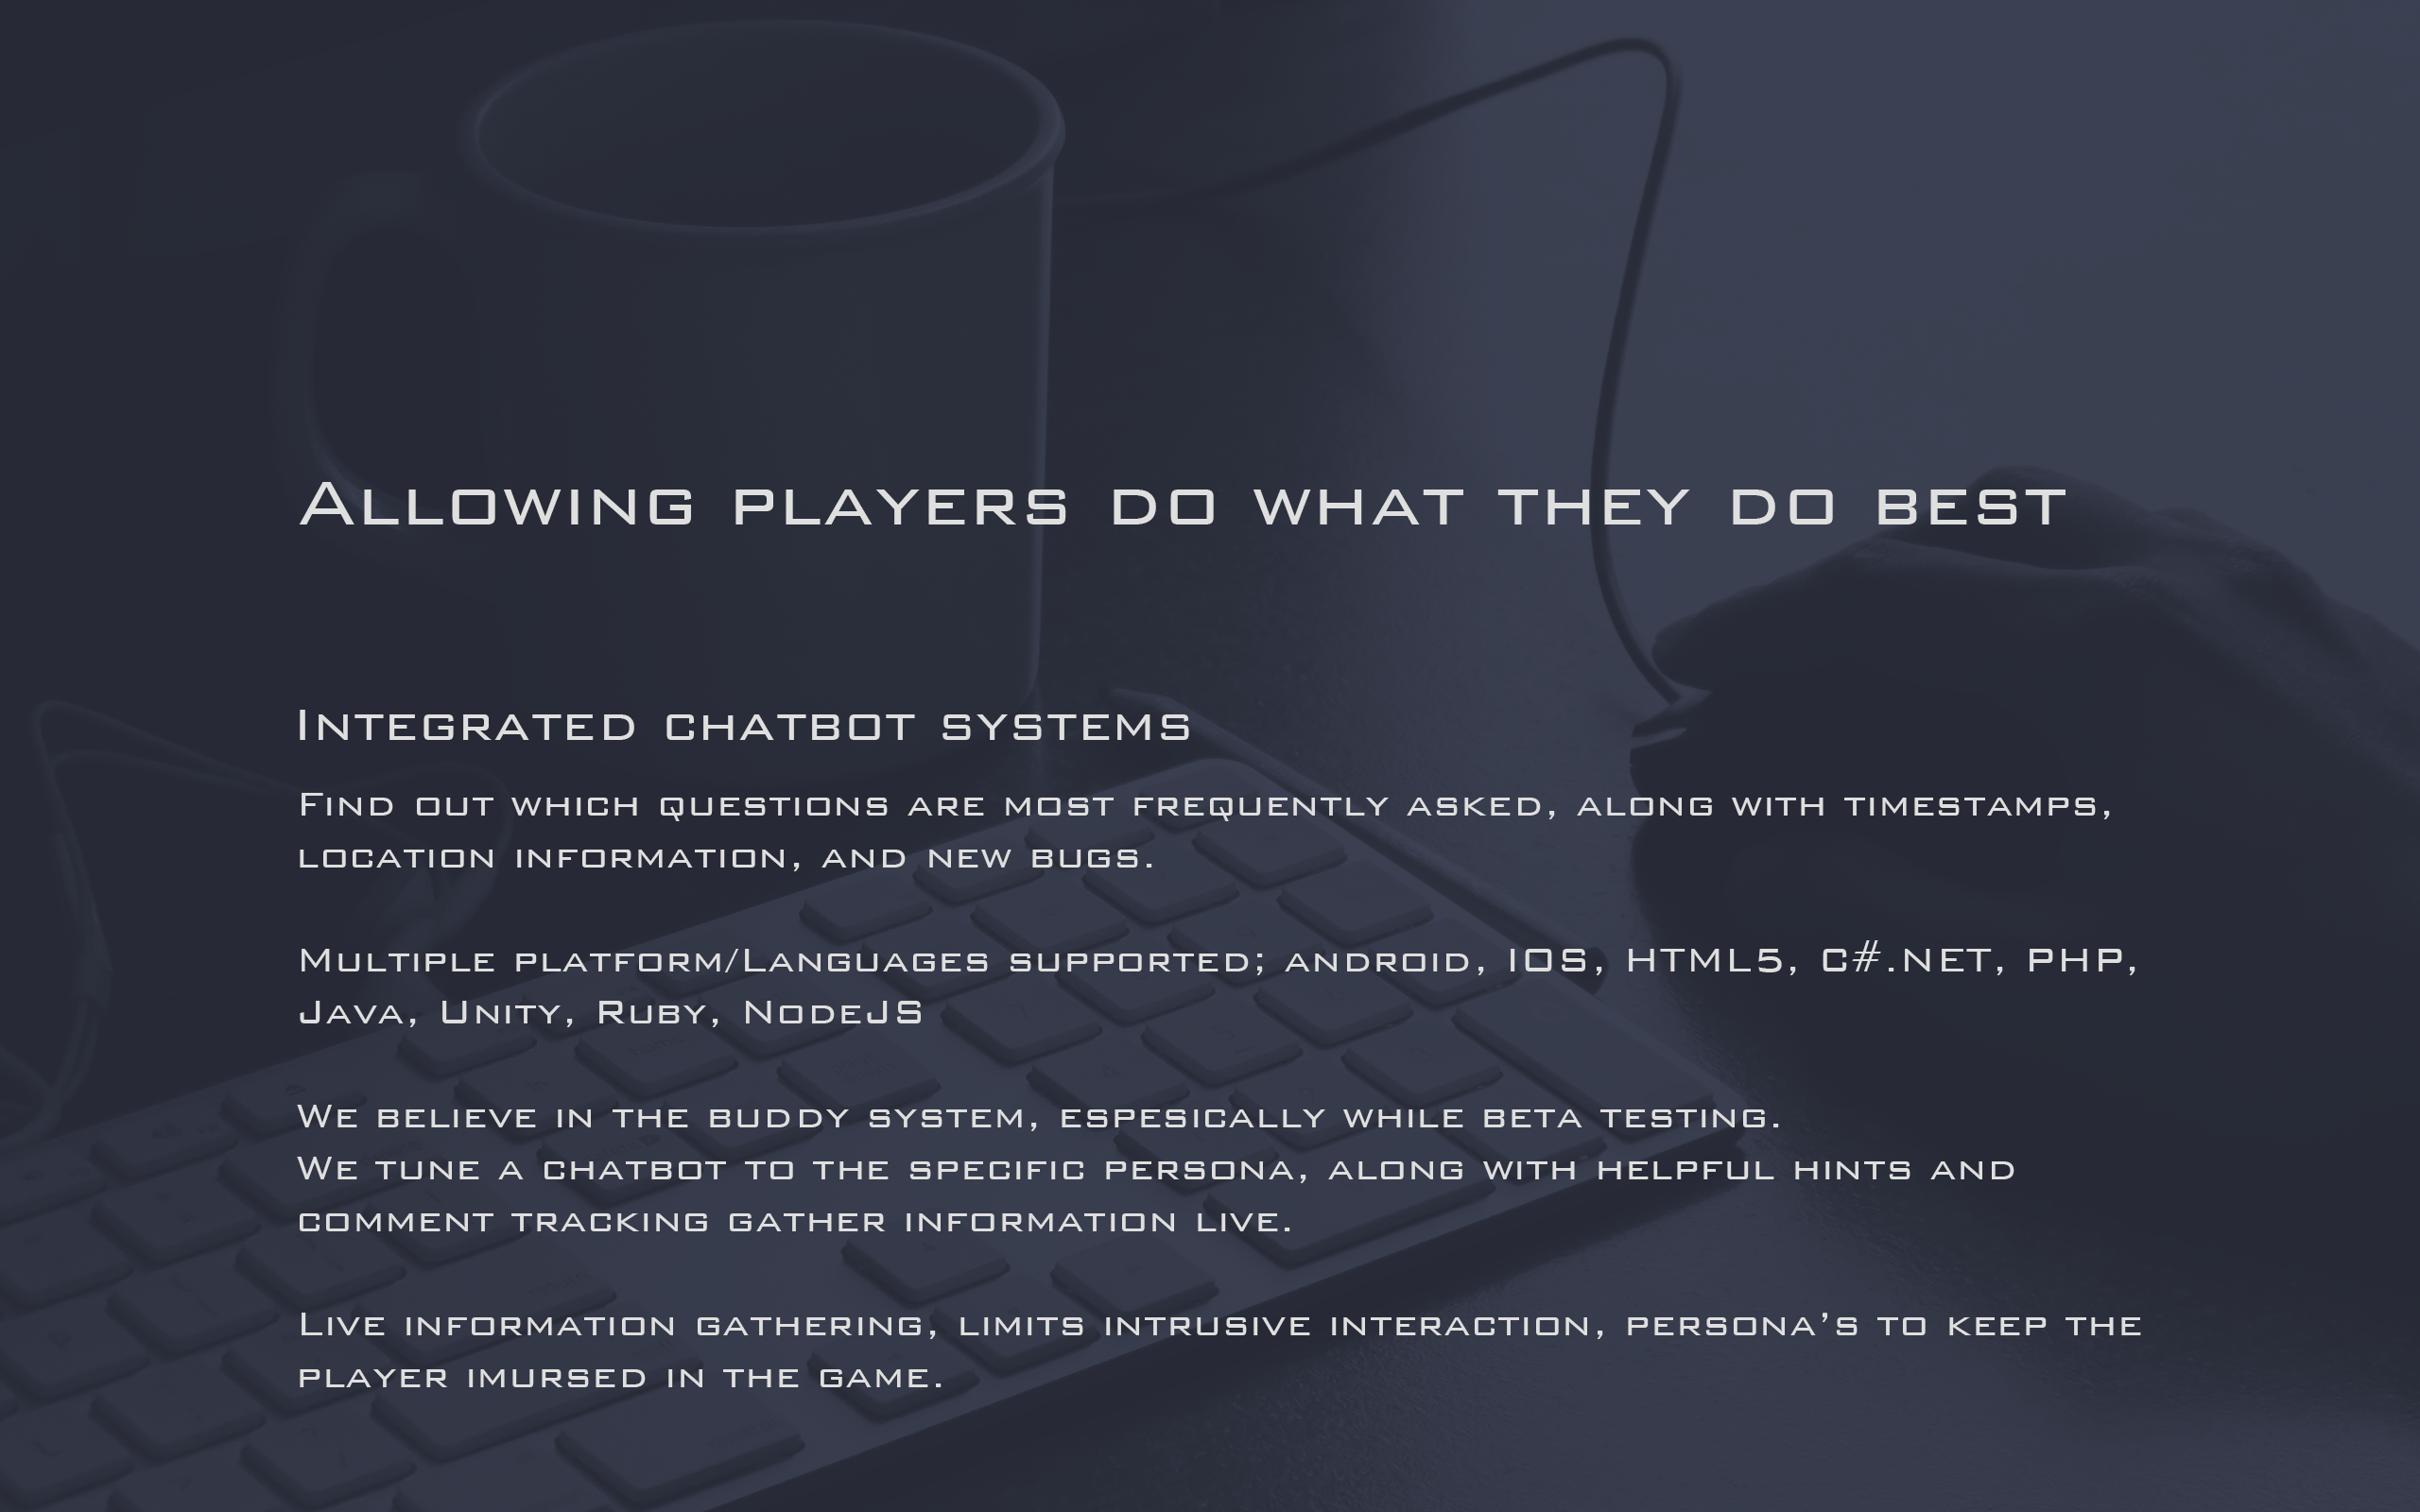 Allowing players do what they do best
Integrated chatbot systems
Find out which questions are most frequently asked, along with timestamps,
location information, and new bugs.
Multiple platform/Languages supported; android, IOS, HTML5, C#.NET, PHP,
Java, Unity, Ruby, NodeJS
We believe in the buddy system, espesically while beta testing.
We tune a chatbot to the specific persona, along with helpful hints and
comment tracking gather information live.
Live information gathering, limits intrusive interaction, persona's to keep the
player imursed in the game.